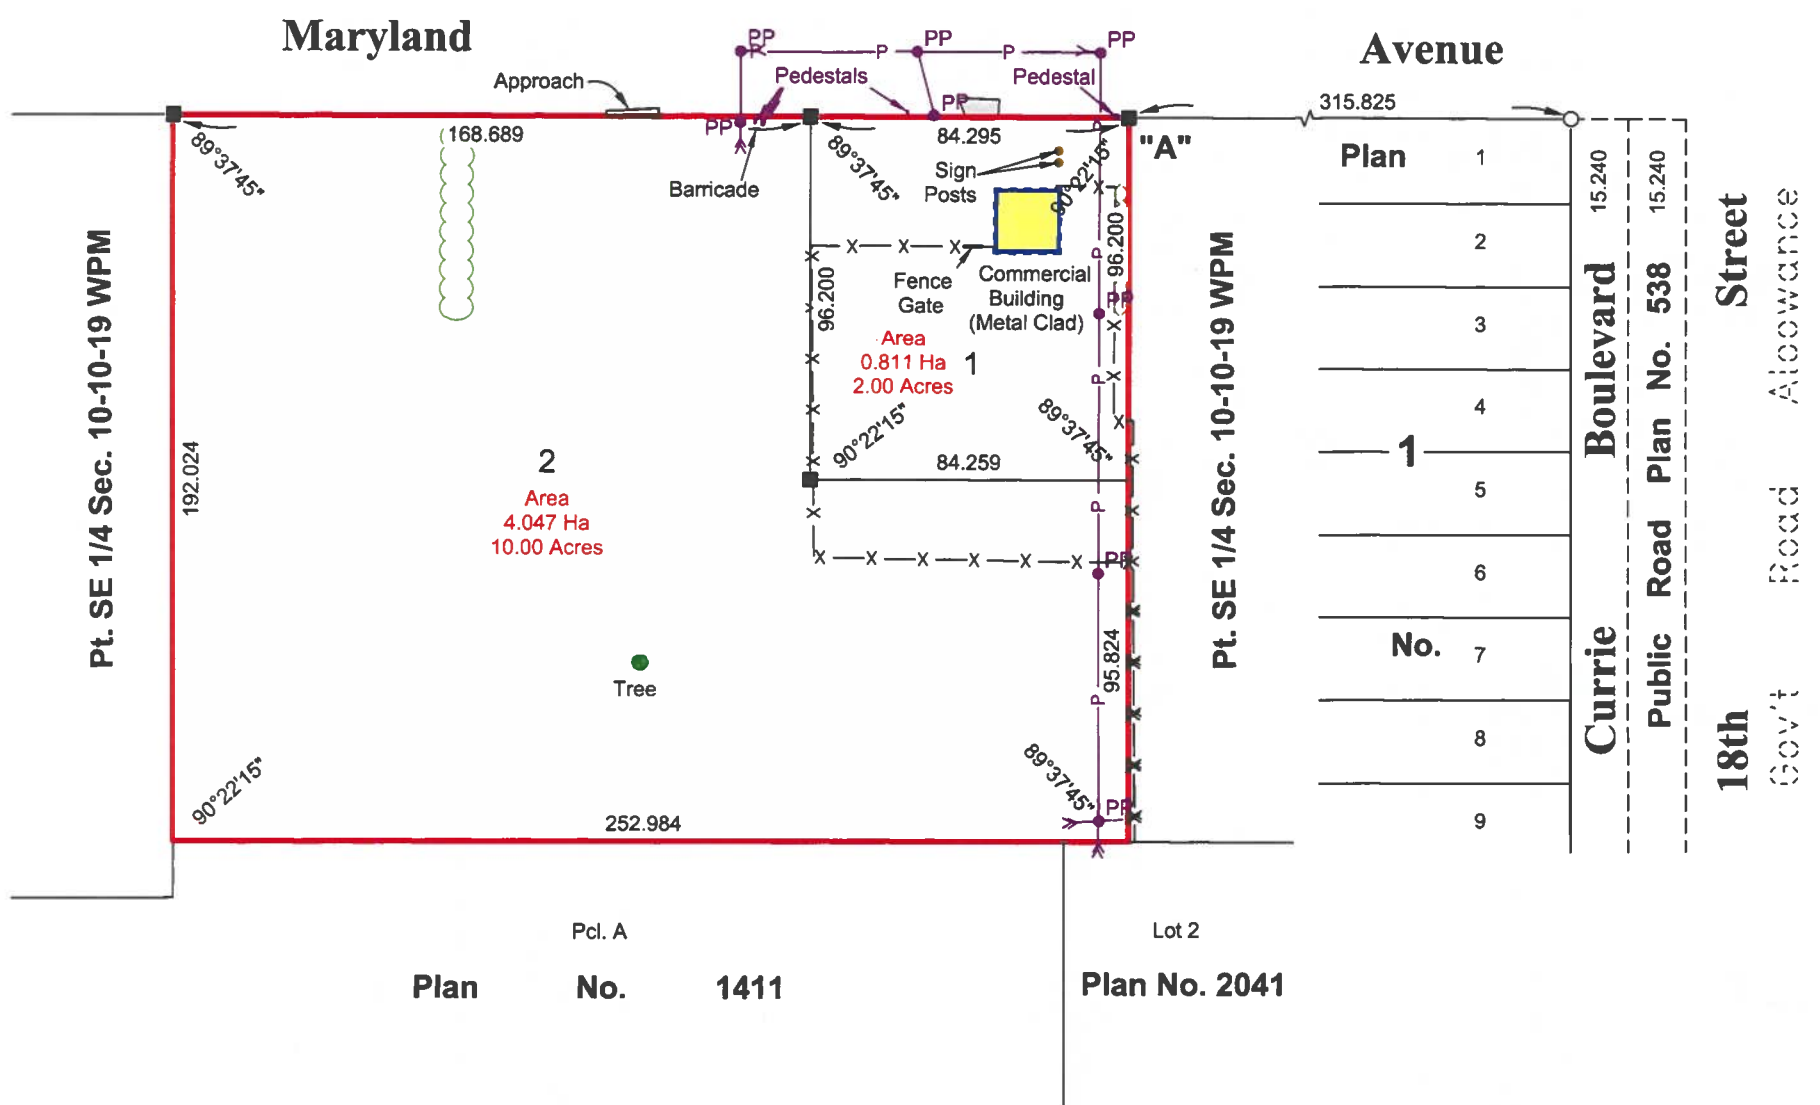 Maryland
Avenue
PP
P
PP
P
PP
Approach
Pedestals
Pedestal
PP
PP
315.825
168.689
84.295
"A"
89°37'45"
Barricade
89°37'45"
Sign
Posts
90°22'15"
Plan
1
15.240
15.240
2
3
4
1
5
6
No.
7
8
9
X X X
X
Fence
Gate
Commercial
Building
(Metal Clad)
P
96.200
96.200
PP
Area
0.811 Ha
2.00 Acres
1
P
90°22'15"
89°37'45"
84.259
Pt. SE 1/4 Sec. 10-10-19 WPM
192.024
2
Area
4.047 Ha
10.00 Acres
P
X X X X X X
PP
Tree
95.824
P
90°22'15"
89°37'45"
PP
252.984
Pt. SE 1/4 Sec. 10-10-19 WPM
Currie Boulevard
Public Road Plan No. 538
18th Street
Gov't Road Allowance
Pcl. A
Lot 2
Plan No. 1411
Plan No. 2041